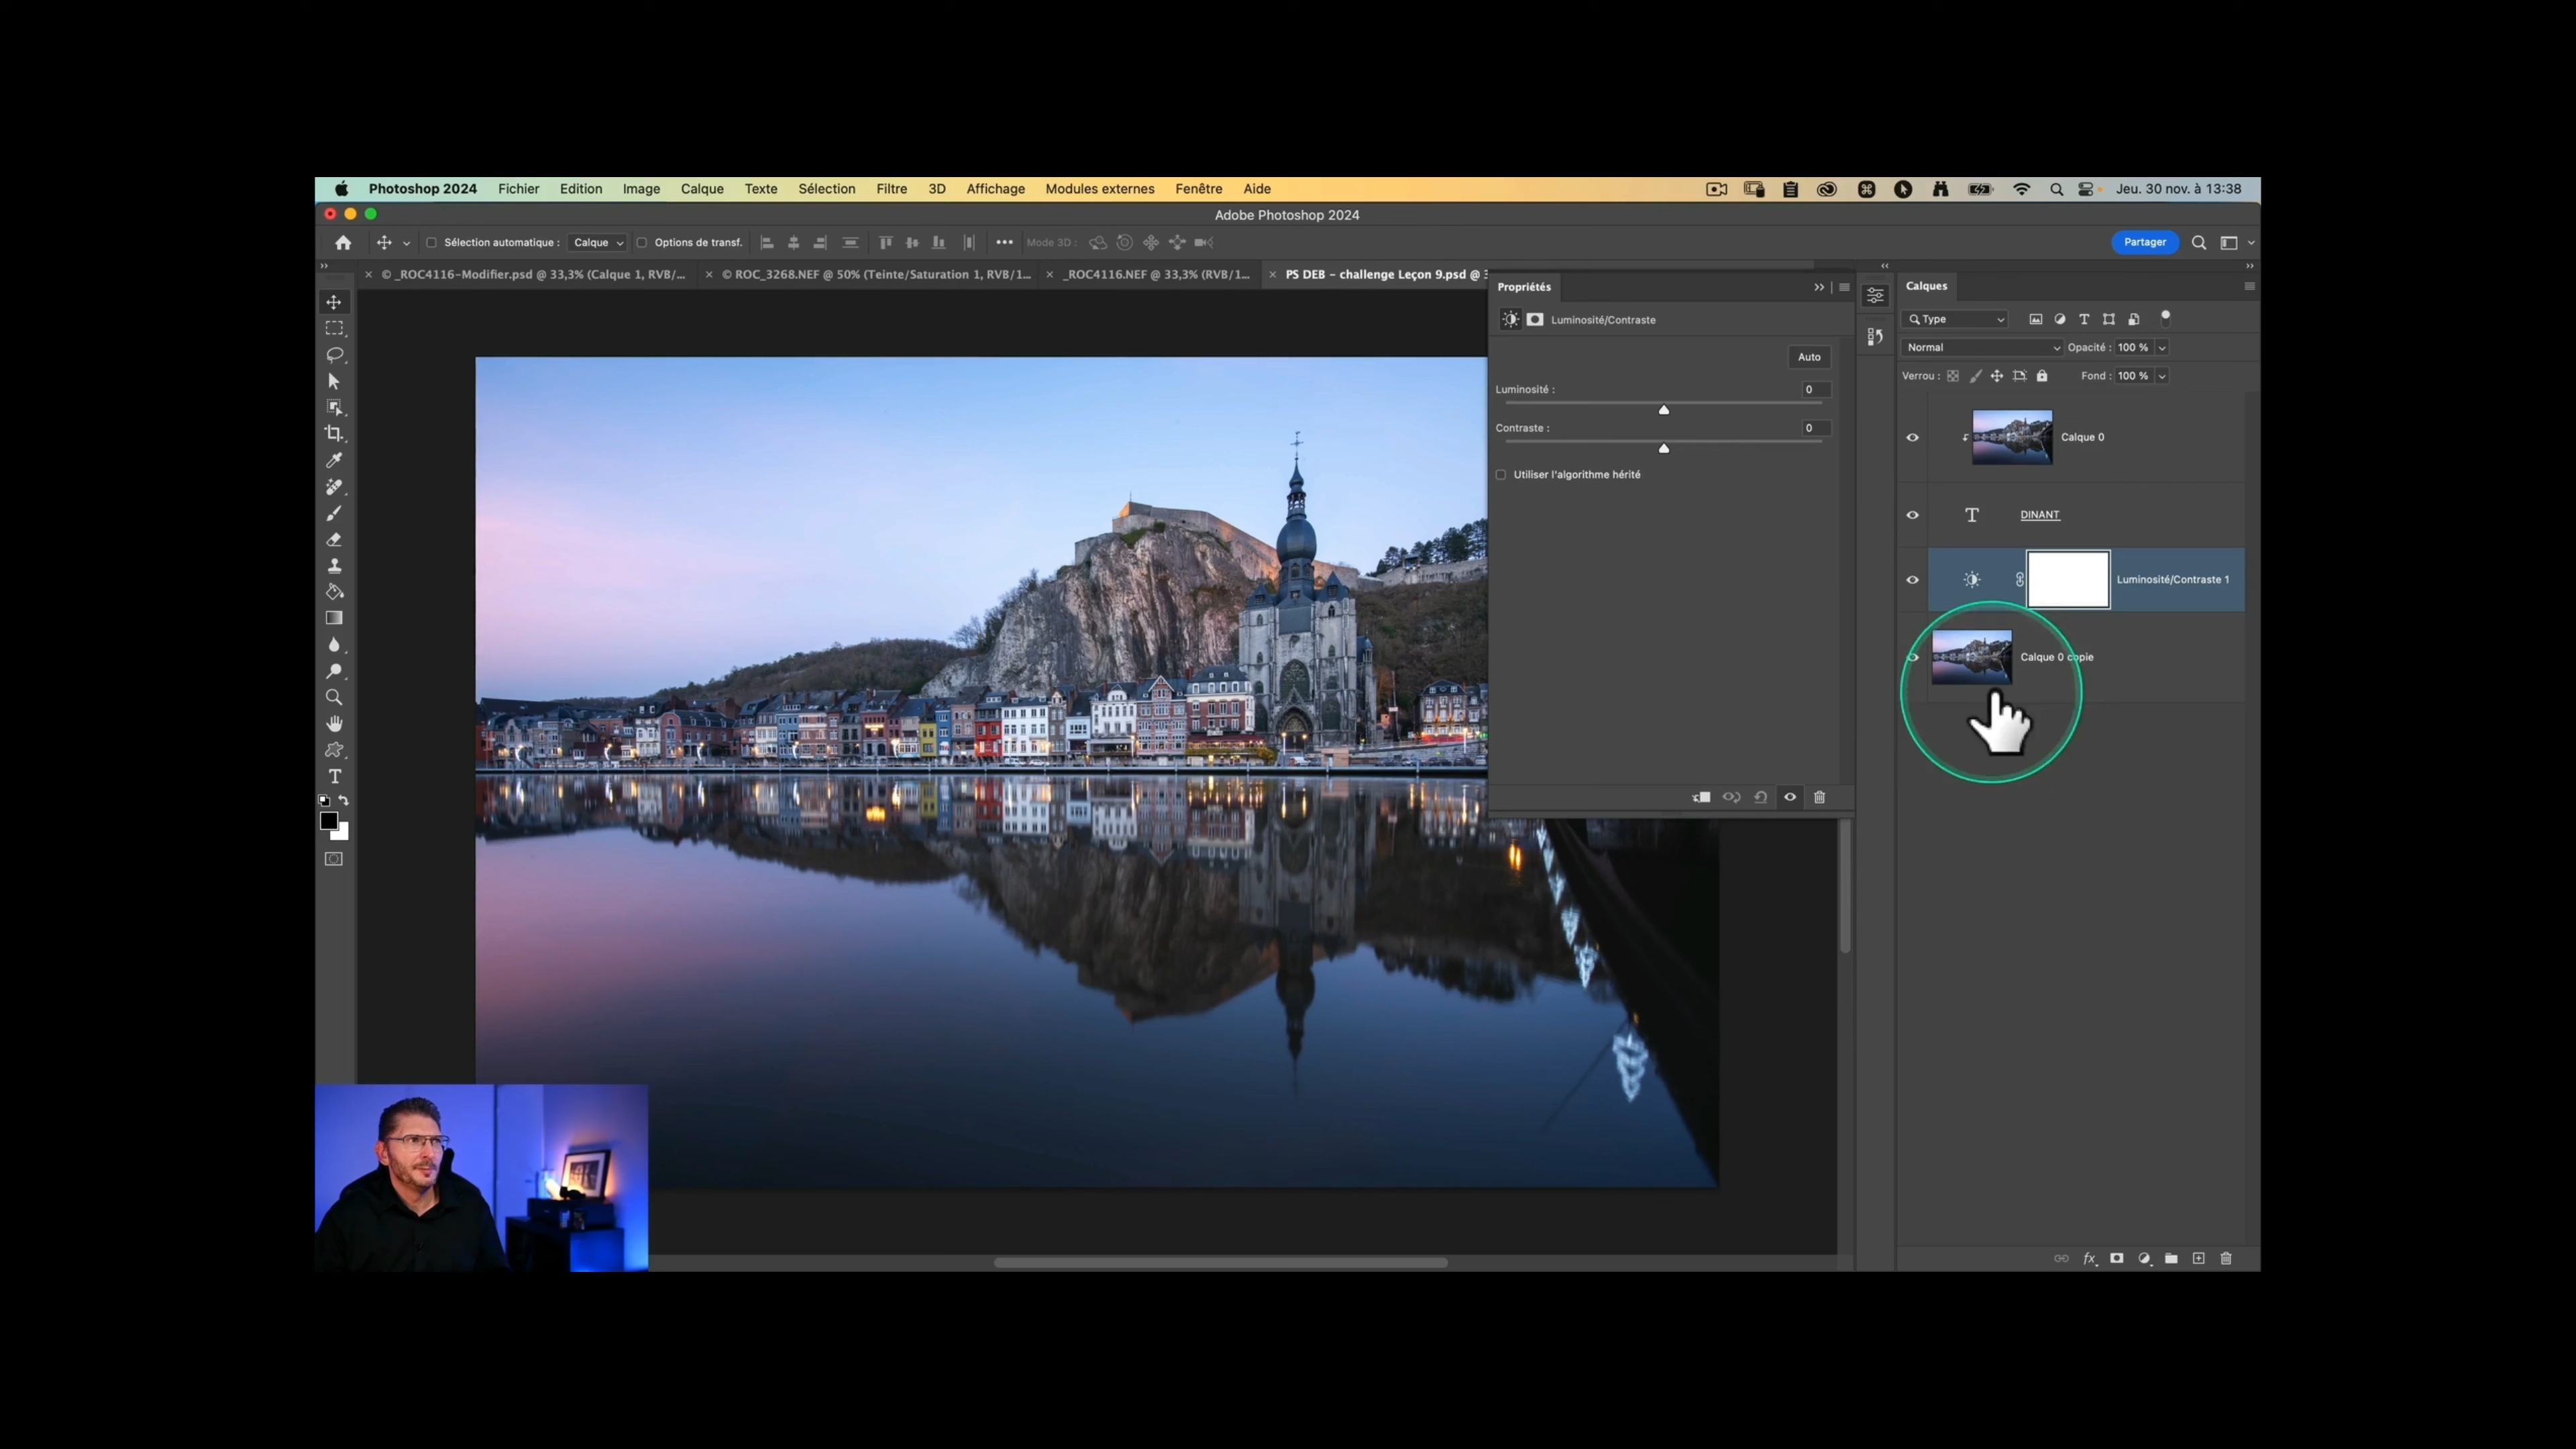 Photoshop 2024 Fichier Edition Image Calque Texte Sélection Filtre 3D Affichage Modules externes Fenêtre Aide Jeu. 30 nov. à 13:38
Adobe Photoshop 2024
Sélection automatique : Calque Options de transf. Mode 3D : Partager
© _ROC4116-Modifier.psd @ 33,3% (Calque 1, RVB/... © ROC_3268.NEF @ 50% (Teinte/Saturation 1, RVB/1... _ROC4116.NEF @ 33,3% (RVB/1... PS DEB - challenge Leçon 9.psd @
Propriétés
Luminosité/Contraste
Auto
Luminosité : 0
Contraste : 0
Utiliser l'algorithme hérité
Calques
Type
Normal Opacité : 100 %
Verrou : Fond : 100 %
Calque 0
DINANT
Luminosité/Contraste 1
Calque 0 copie